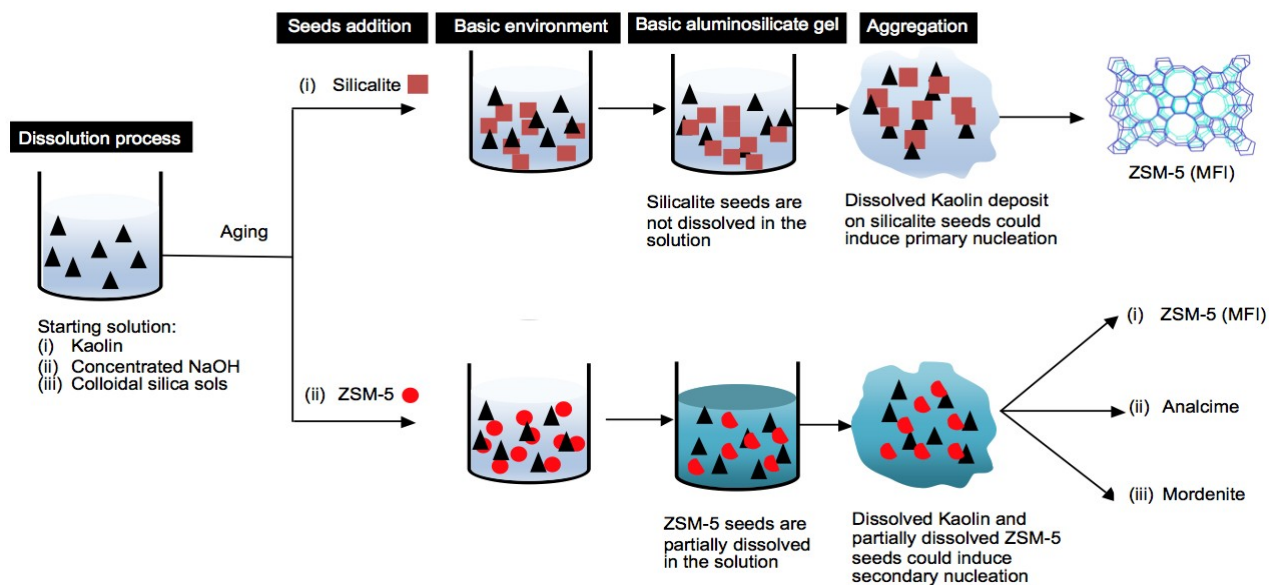 Seeds addition
Basic environment
Basic aluminosilicate gel
Aggregation
(i) Silicalite
Dissolution process
Aging
Starting solution:
(i) Kaolin
(ii) Concentrated NaOH
(iii) Colloidal silica sols
Silicalite seeds are
not dissolved in the
solution
Dissolved Kaolin deposit
on silicalite seeds could
induce primary nucleation
ZSM-5 (MFI)
(ii) ZSM-5
ZSM-5 seeds are
partially dissolved
in the solution
Dissolved Kaolin and
partially dissolved ZSM-5
seeds could induce
secondary nucleation
(i) ZSM-5 (MFI)
(ii) Analcime
(iii) Mordenite